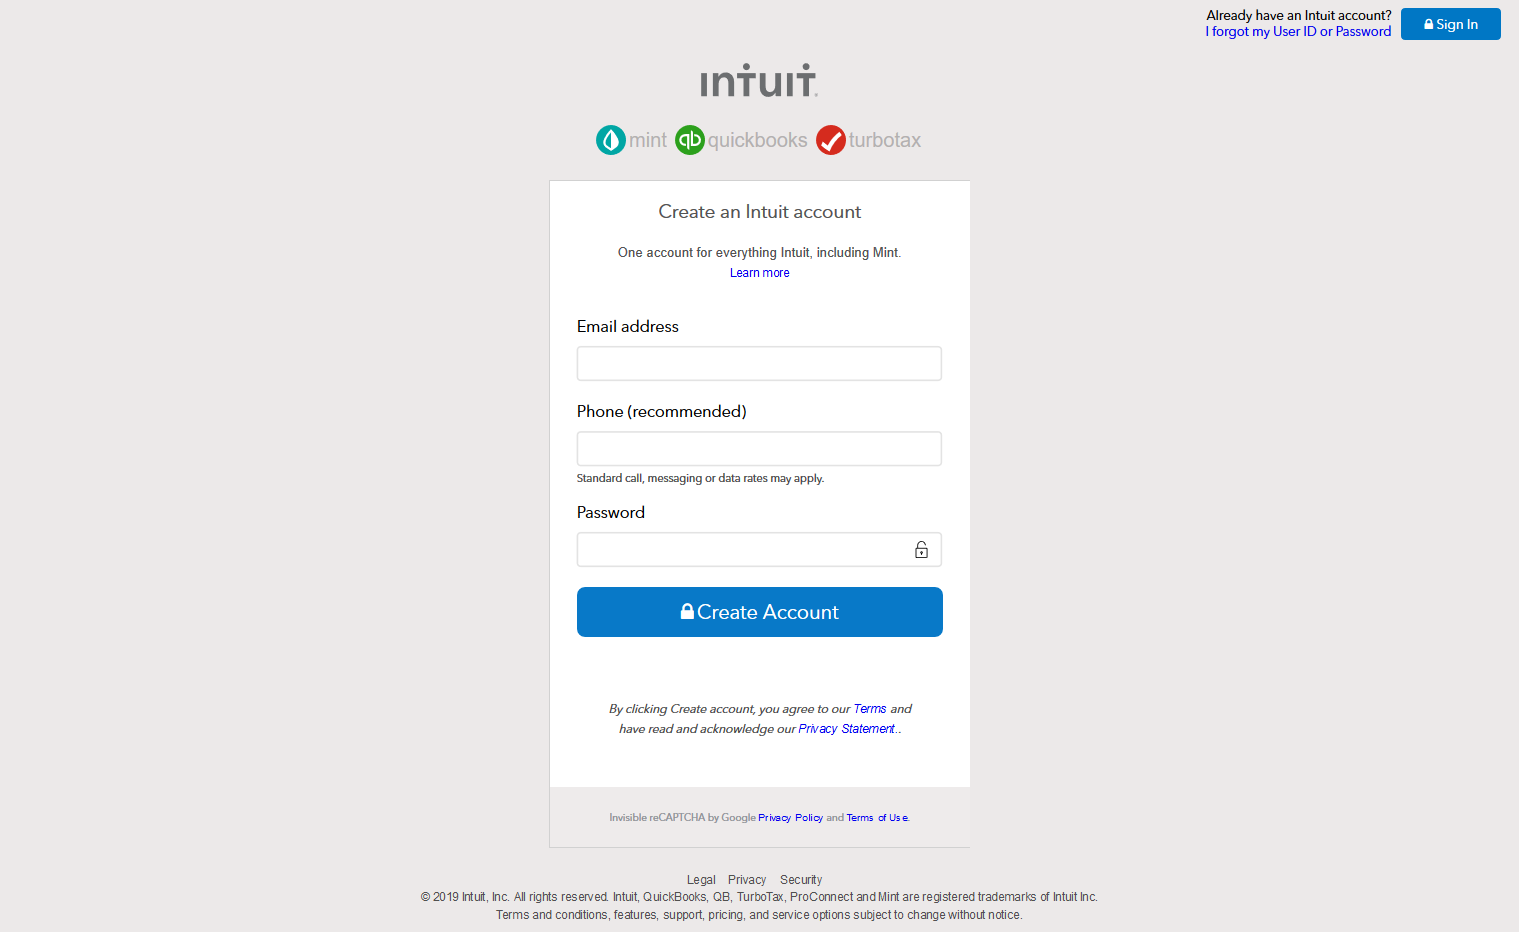 Already have an Intuit account?
I forgot my User ID or Password
Sign In
intuit.
mint quickbooks turbotax
Create an Intuit account
One account for everything Intuit, including Mint.
Learn more
Email address
Phone (recommended)
Standard call, messaging or data rates may apply.
Password
Create Account
By clicking Create account, you agree to our Terms and
have read and acknowledge our Privacy Statement..
Invisible reCAPTCHA by Google Privacy Policy and Terms of Use.
Legal Privacy Security
© 2019 Intuit, Inc. All rights reserved. Intuit, QuickBooks, QB, TurboTax, ProConnect and Mint are registered trademarks of Intuit Inc.
Terms and conditions, features, support, pricing, and service options subject to change without notice.